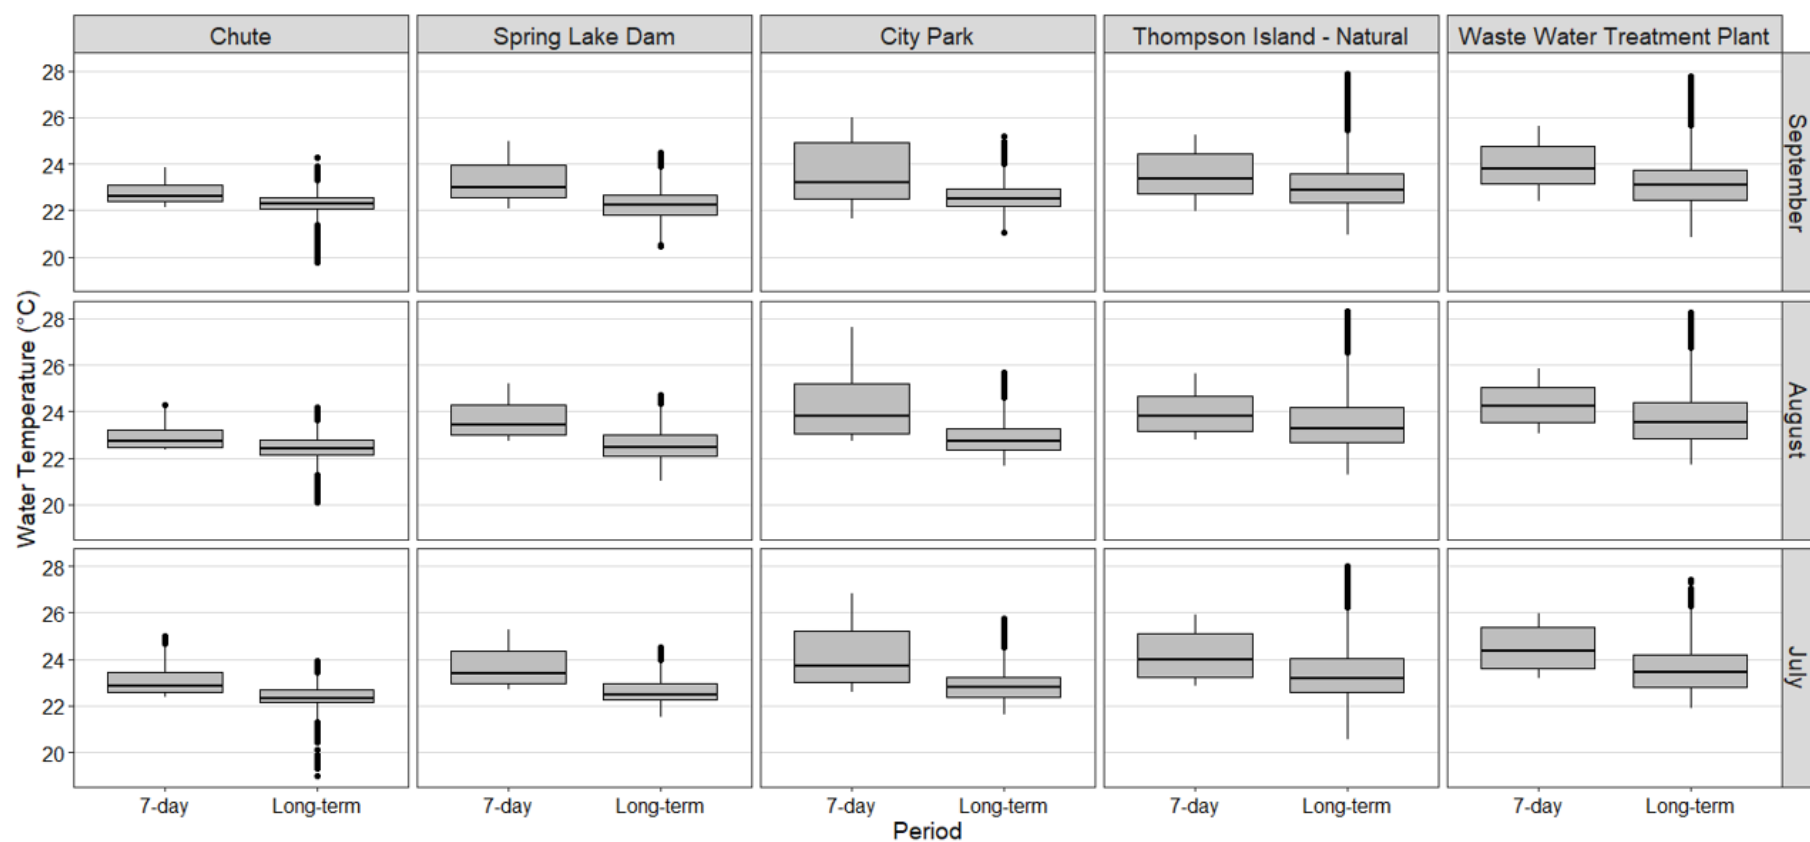 Chute
Spring Lake Dam
City Park
Thompson Island - Natural
Waste Water Treatment Plant
28
26
24
22
20
September
28
26
24
22
20
August
28
26
24
22
20
July
Water Temperature (°C)
7-day
Long-term
7-day
Long-term
7-day
Long-term
7-day
Long-term
7-day
Long-term
Period